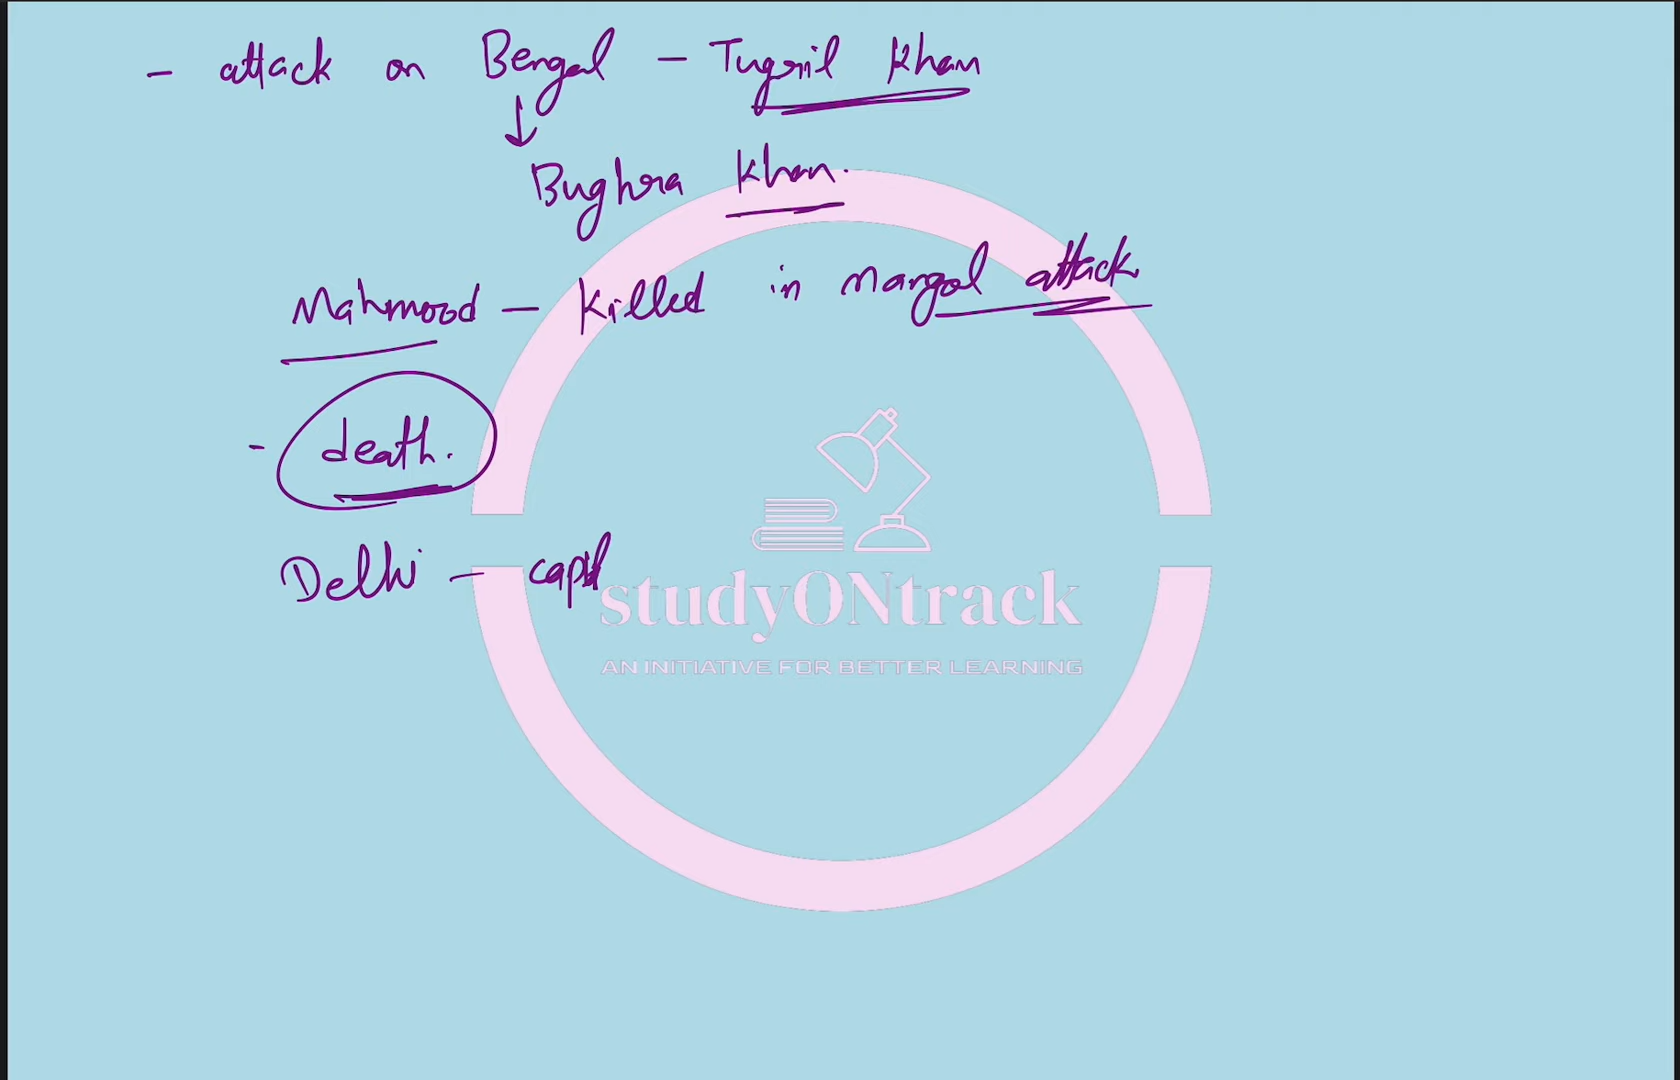 - attack on Bengal - Tugril Khan
↓
Bughra Khan.
Mahmood - Killed in mangol attack.
- death.
Delhi -
studyONtrack
AN INITIATIVE FOR BETTER LEARNING